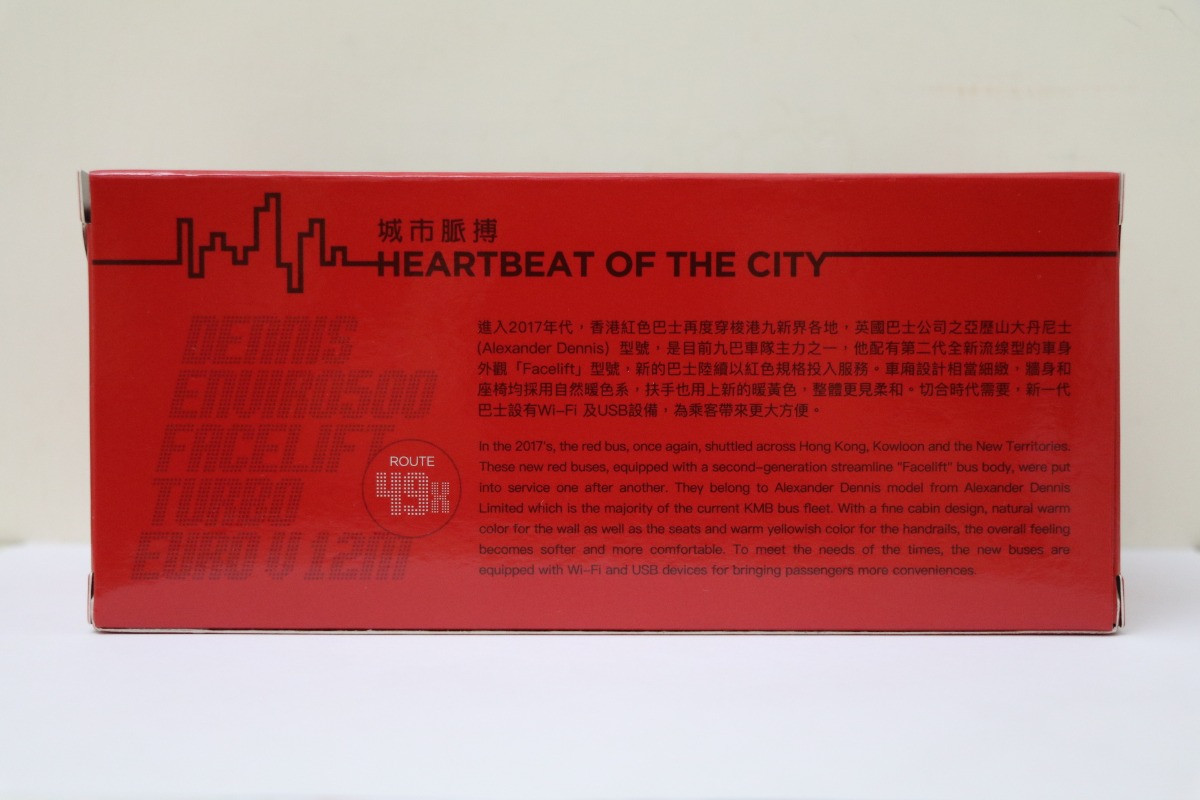 城市脈搏
HEARTBEAT OF THE CITY
DENNIS
ENVIRO500
FACELIFT
TURBO
EURO V 12M
ROUTE
49X
進入2017年代，香港紅色巴士再度穿梭港九新界各地，英國巴士公司之亞歷山大丹尼士
(Alexander Dennis) 型號，是目前九巴車隊主力之一，他配有第二代全新流線型的車身
外觀「Facelift」型號，新的巴士陸續以紅色規格投入服務。車廂設計相當細緻，牆身和
座椅均採用自然暖色系，扶手也用上新的暖黃色，整體更見柔和。切合時代需要，新一代
巴士設有Wi-Fi 及USB設備，為乘客帶來更大方便。
In the 2017's, the red bus, once again, shuttled across Hong Kong, Kowloon and the New Territories.
These new red buses, equipped with a second-generation streamline "Facelift" bus body, were put
into service one after another. They belong to Alexander Dennis model from Alexander Dennis
Limited which is the majority of the current KMB bus fleet. With a fine cabin design, natural warm
color for the wall as well as the seats and warm yellowish color for the handrails, the overall feeling
becomes softer and more comfortable. To meet the needs of the times, the new buses are
equipped with Wi-Fi and USB devices for bringing passengers more conveniences.